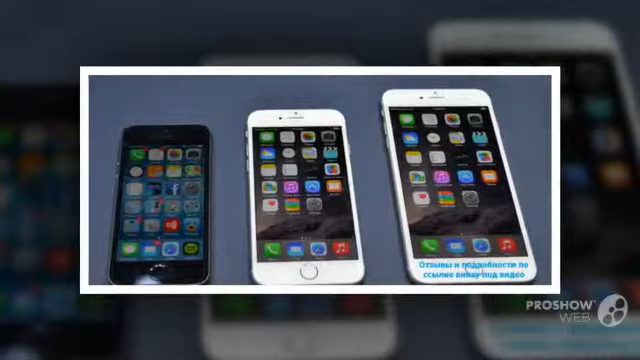 Отзывы и подробности по
ссылке внизу под видео
PROSHOW
WEB